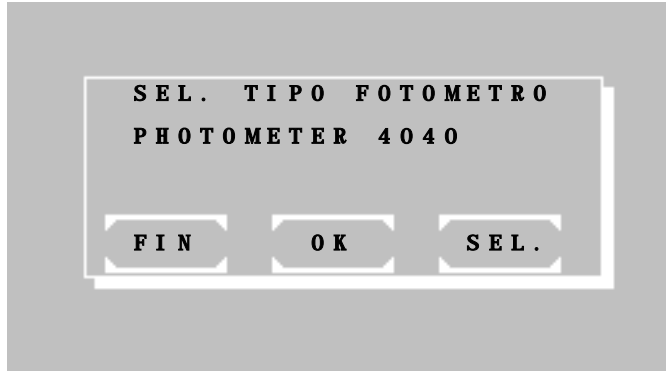 SEL. TIPO FOTOMETRO
PHOTOMETER 4040
FIN OK SEL.